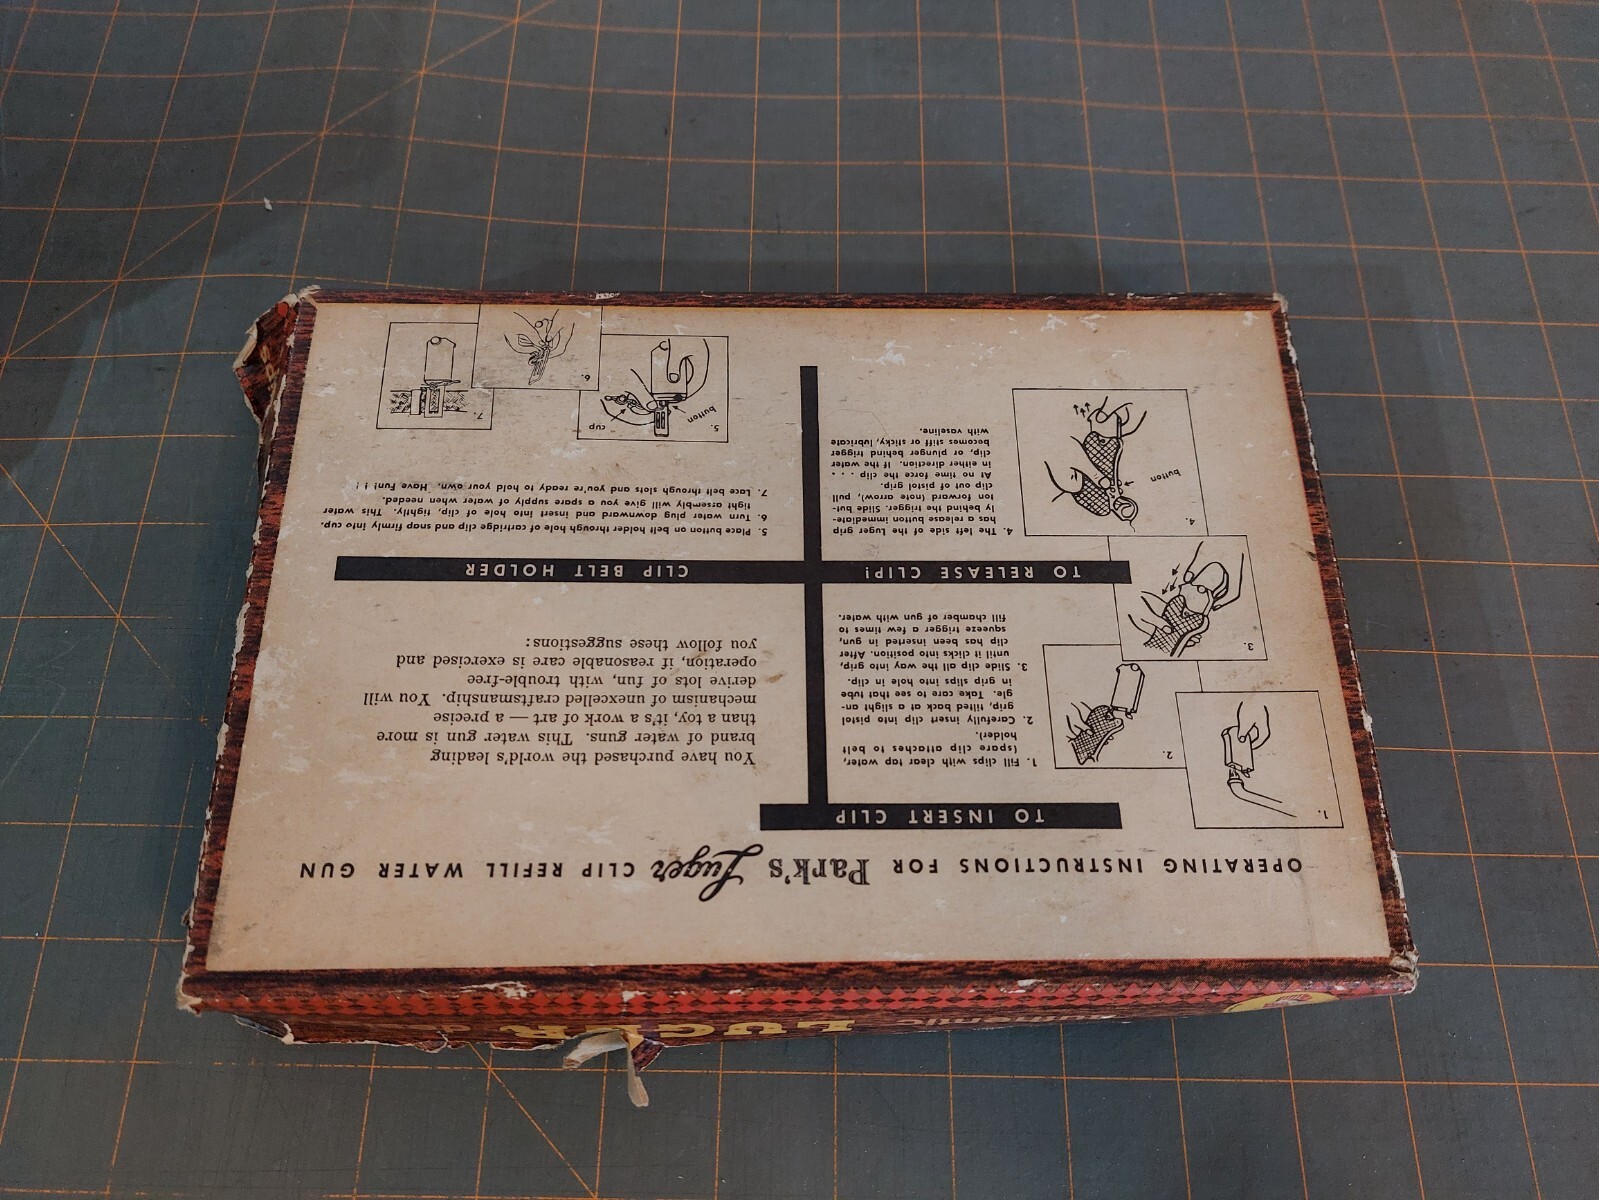 OPERATING INSTRUCTIONS FOR Park's Luger CLIP REFILL WATER GUN
TO INSERT CLIP
1. Fill clips with clear tap water,
(spare clip attaches to belt
holder).
2. Carefully insert clip into pistol
grip, tilted back at a slight an-
gle. Take care to see that tube
in grip slips into hole in clip.
3. Slide clip all the way into grip,
until it clicks into position. After
clip has been inserted in gun,
squeeze trigger a few times to
fill chamber of gun with water.
1.
2.
3.
You have purchased the world's leading
brand of water guns. This water gun is more
than a toy, it's a work of art — a precise
mechanism of unexcelled craftsmanship. You will
derive lots of fun, with trouble-free
operation, if reasonable care is exercised and
you follow these suggestions:
TO RELEASE CLIP!
4. The left side of the Luger grip
has a release button immediate-
ly behind the trigger. Slide but-
ton forward (note arrow), pull
clip out of pistol grip.
At no time force the clip . . .
in either direction. If the water
clip, or plunger behind trigger
becomes stiff or sticky, lubricate
with vaseline.
4.
button
CLIP BELT HOLDER
5. Place button on belt holder through hole of cartridge clip and snap firmly into cup.
6. Turn water plug downward and insert into hole of clip, tightly. This water
tight assembly will give you a spare supply of water when needed.
7. Lace belt through slots and you're ready to hold your own. Have Fun! ! !
5.
button
cup
6.
7.
LUGER